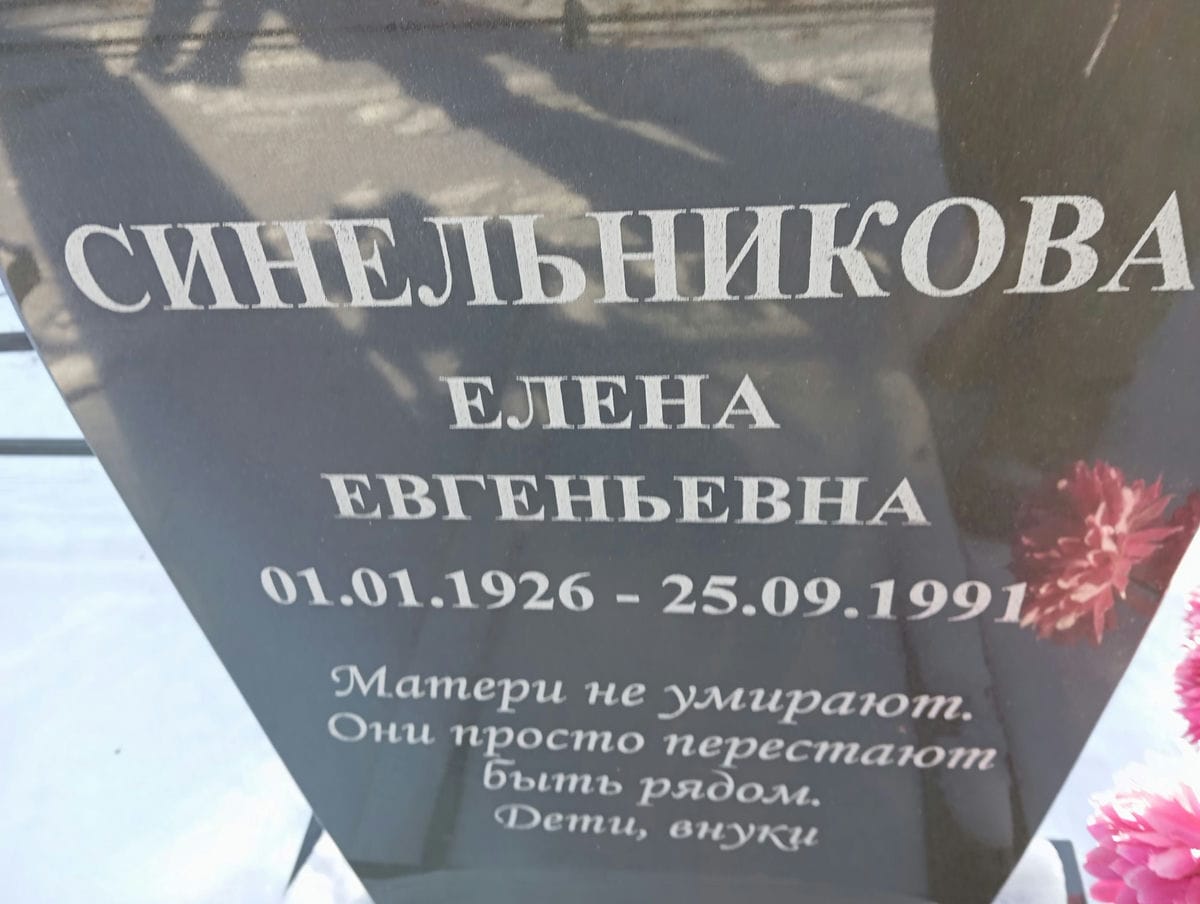 СИНЕЛЬНИКОВА
ЕЛЕНА
ЕВГЕНЬЕВНА
01.01.1926 - 25.09.1991
Матери не умирают.
Они просто перестают
быть рядом.
Дети, внуки